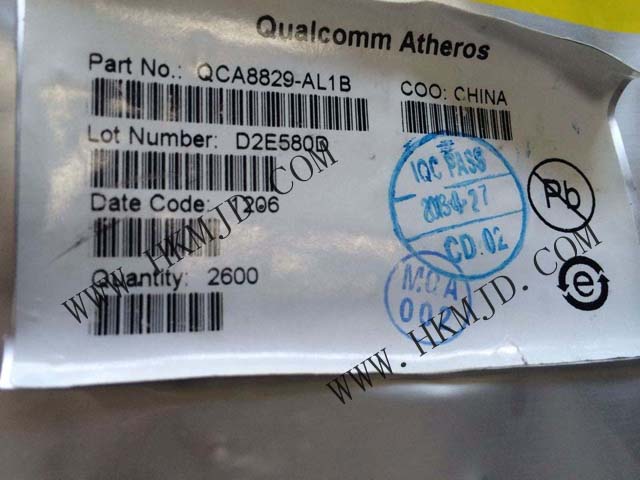 Qualcomm Atheros
Part No.: QCA8829-AL1B
COO: CHINA
Lot Number: D2E580D
Date Code: 1206
Quantity: 2600
IQC PASS
CD.02
MQA
Pb
e
WWW.HKMJD.COM
WWW.HKMJD.COM